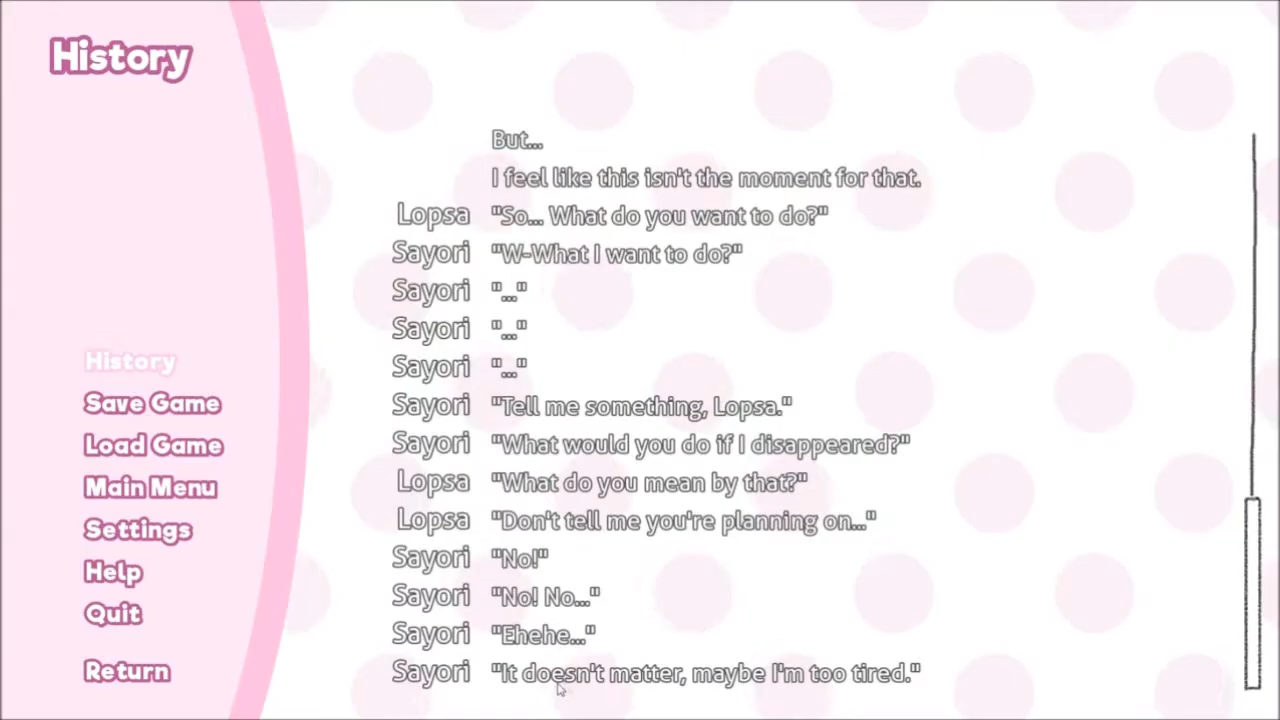 History
But...
I feel like this isn't the moment for that.
Lopsa "So... What do you want to do?"
Sayori "W-What I want to do?"
Sayori "..."
Sayori "..."
Sayori "..."
Sayori "Tell me something, Lopsa."
Sayori "What would you do if I disappeared?"
Lopsa "What do you mean by that?"
Lopsa "Don't tell me you're planning on..."
Sayori "No!"
Sayori "No! No..."
Sayori "Ehehe..."
Sayori "It doesn't matter, maybe I'm too tired."
History
Save Game
Load Game
Main Menu
Settings
Help
Quit
Return